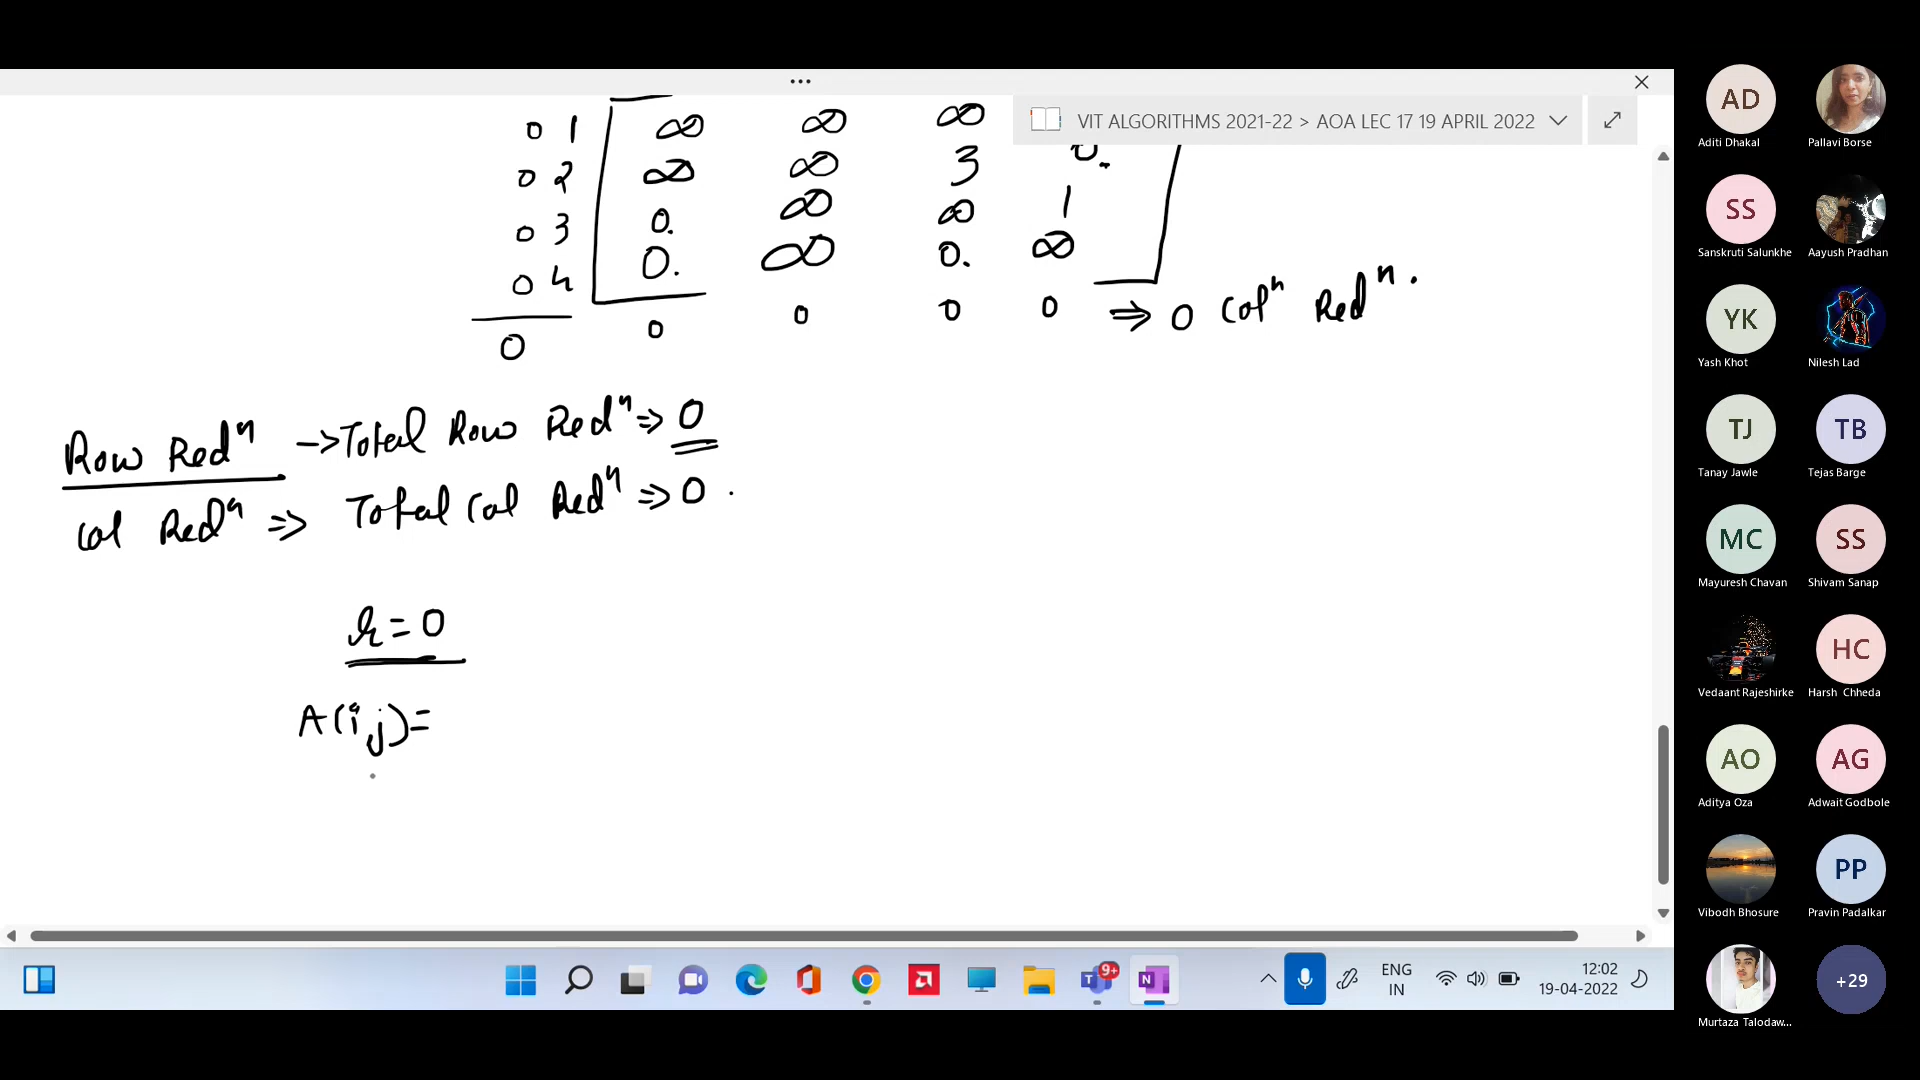 VIT ALGORITHMS 2021-22 > AOA LEC 17 19 APRIL 2022
0 1 ∞ ∞ ∞
0 2 ∞ ∞ 3 0.
0 3 0. ∞ ∞ 1
0 4 0. ∞ 0. ∞
0 0 0 0 0 ⇒ 0 Colⁿ Redⁿ.
Row Redⁿ → Total Row Redⁿ ⇒ 0
Col Redⁿ ⇒ Total Col Redⁿ ⇒ 0.
r = 0
A(i,j)=
AD
Aditi Dhakal
Pallavi Borse
SS
Sanskruti Salunkhe
Aayush Pradhan
YK
Yash Khot
Nilesh Lad
TJ
Tanay Jawle
TB
Tejas Barge
MC
Mayuresh Chavan
SS
Shivam Sanap
Vedaant Rajeshirke
HC
Harsh Chheda
AO
Aditya Oza
AG
Adwait Godbole
Vibodh Bhosure
PP
Pravin Padalkar
Murtaza Talodaw...
+29
9+
T
N
ENG
IN
12:02
19-04-2022